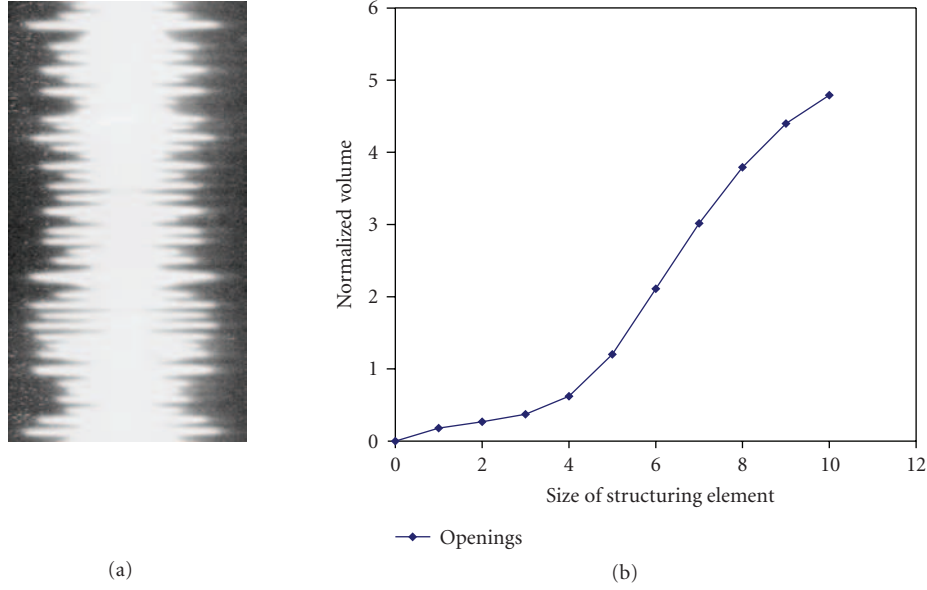 6
5
4
3
2
1
0
Normalized volume
0 2 4 6 8 10 12
Size of structuring element
Openings
(a)
(b)